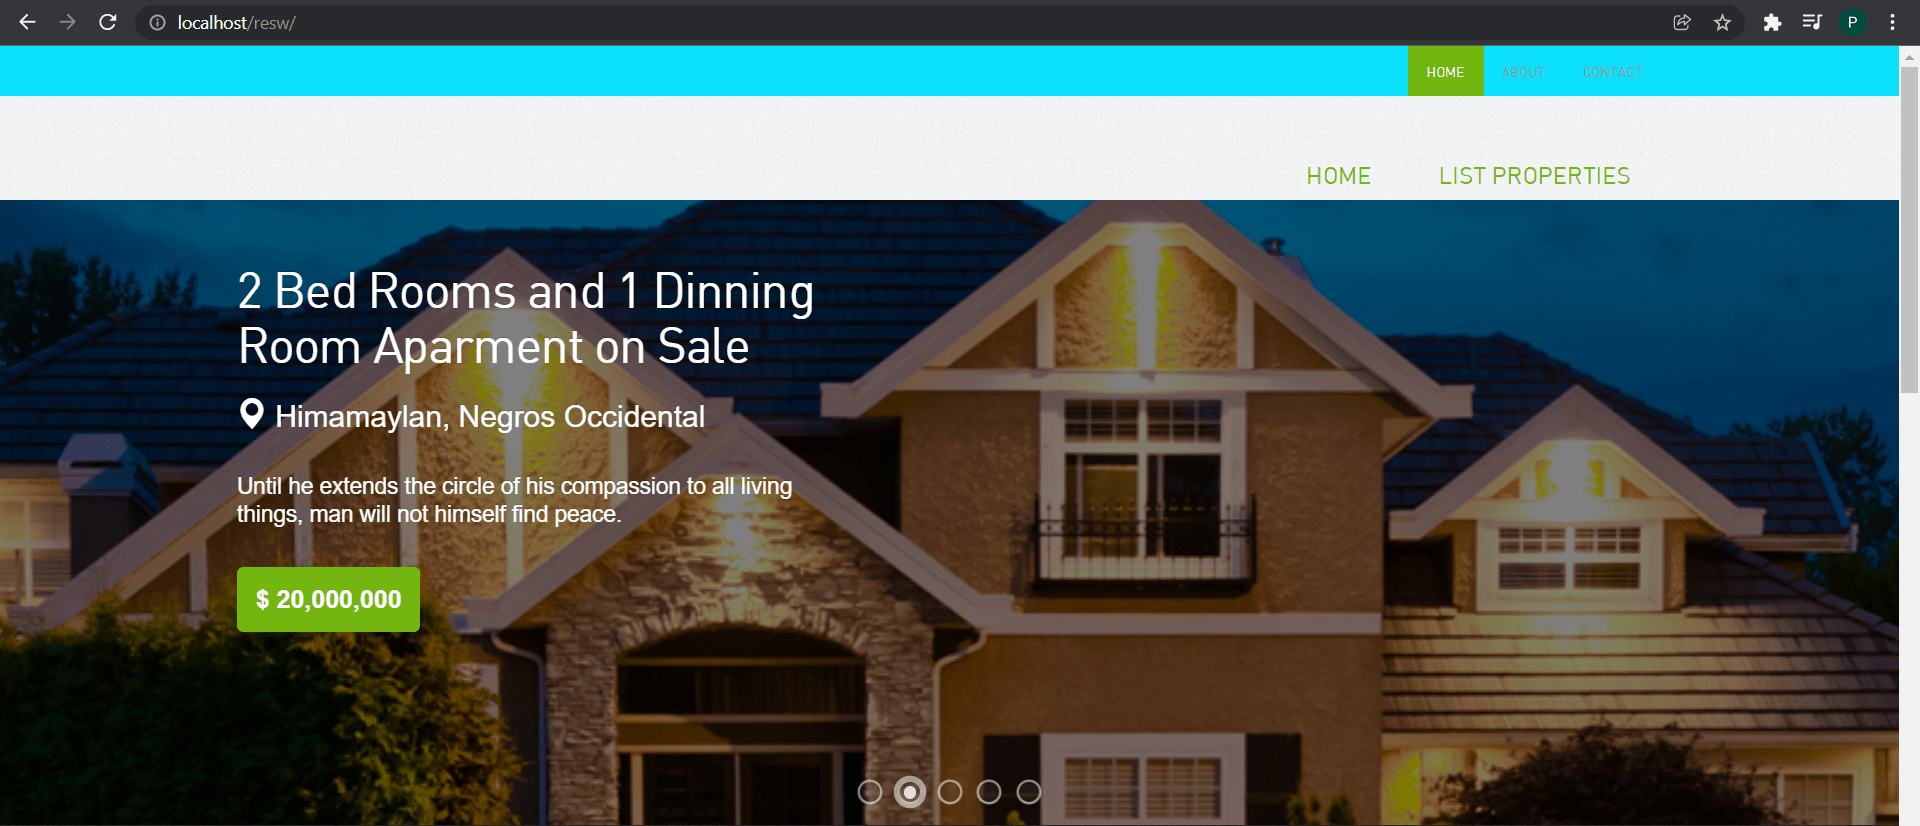 localhost/resw/
P
HOME ABOUT CONTACT
HOME LIST PROPERTIES
2 Bed Rooms and 1 Dinning
Room Aparment on Sale
Himamaylan, Negros Occidental
Until he extends the circle of his compassion to all living
things, man will not himself find peace.
$ 20,000,000